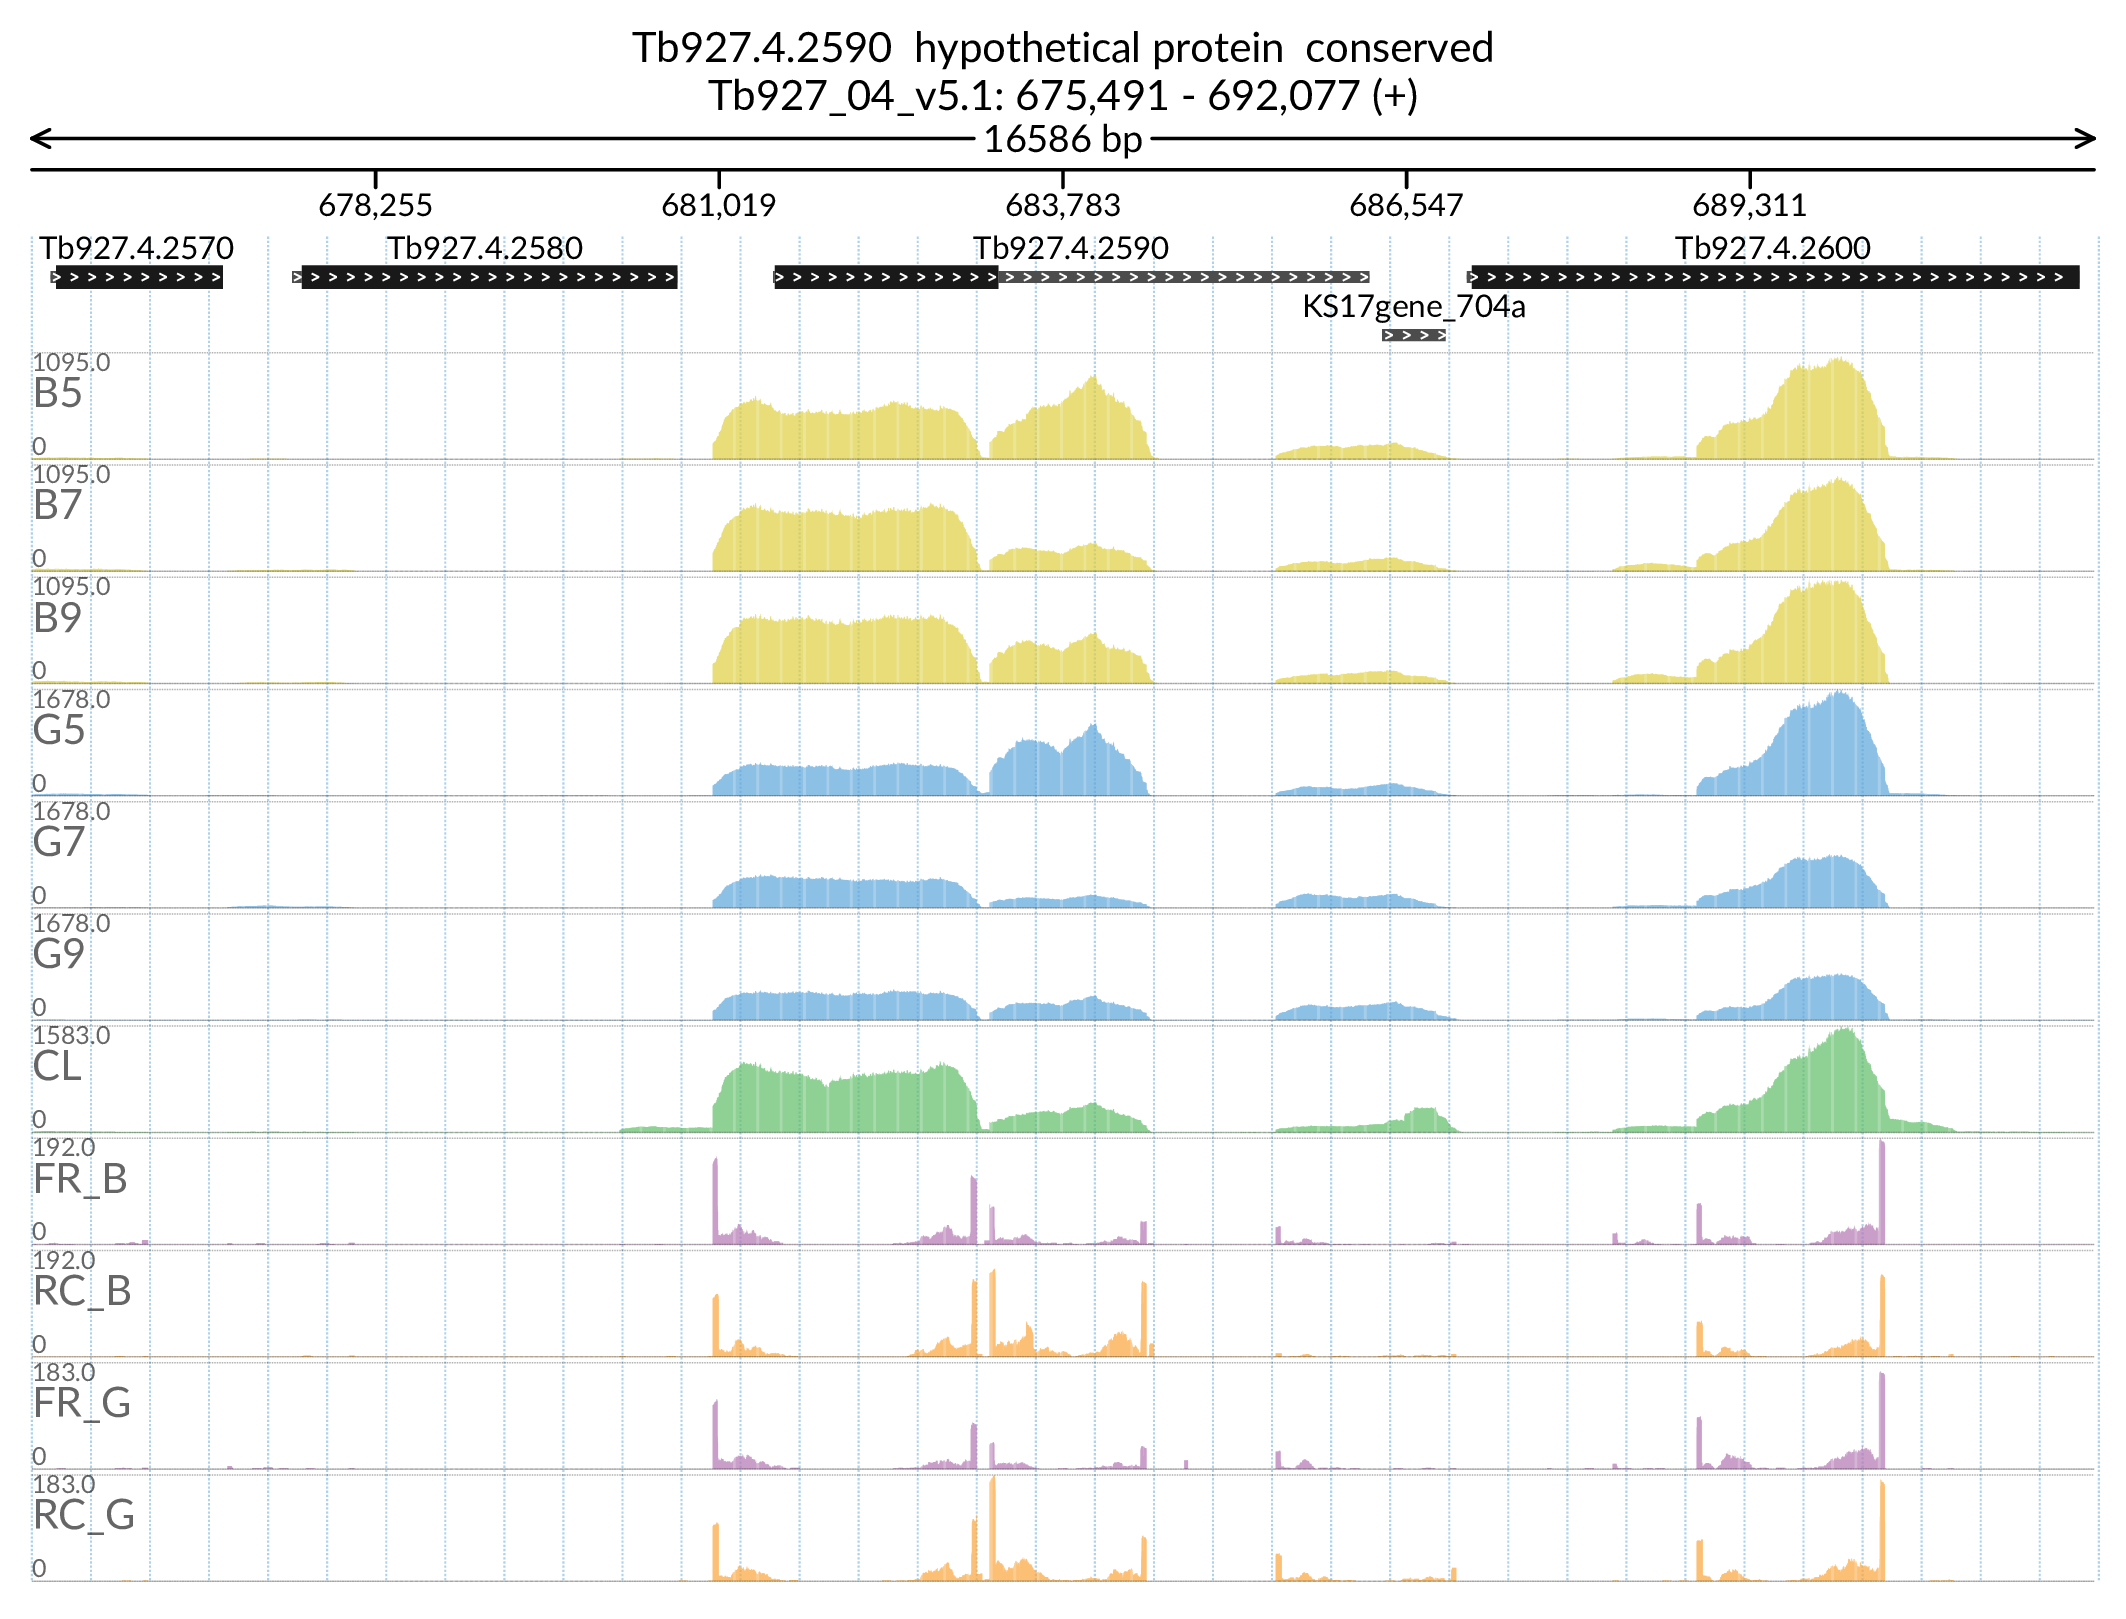 Tb927.4.2590  hypothetical protein  conserved
Tb927_04_v5.1: 675,491 - 692,077 (+)
16586 bp
678,255 681,019 683,783 686,547 689,311
Tb927.4.2570 Tb927.4.2580 Tb927.4.2590 Tb927.4.2600
KS17gene_704a
1095.0
B5
0
1095.0
B7
0
1095.0
B9
0
1678.0
G5
0
1678.0
G7
0
1678.0
G9
0
1583.0
CL
0
192.0
FR_B
0
192.0
RC_B
0
183.0
FR_G
0
183.0
RC_G
0